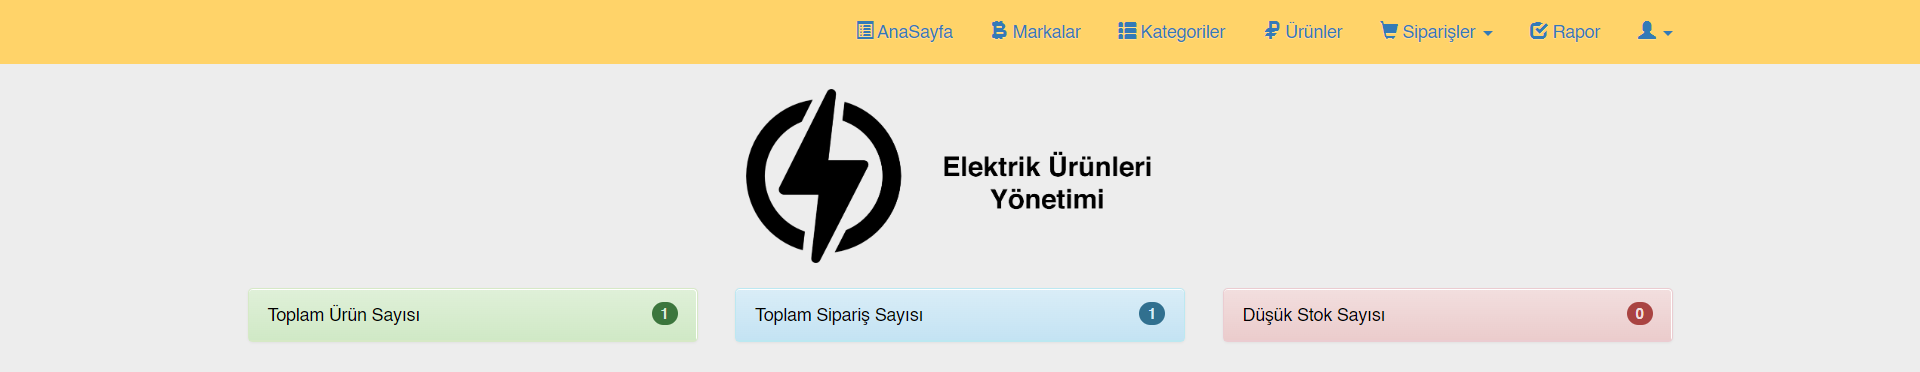 AnaSayfa Markalar Kategoriler Ürünler Siparişler Rapor
Elektrik Ürünleri
Yönetimi
Toplam Ürün Sayısı 1 Toplam Sipariş Sayısı 1 Düşük Stok Sayısı 0